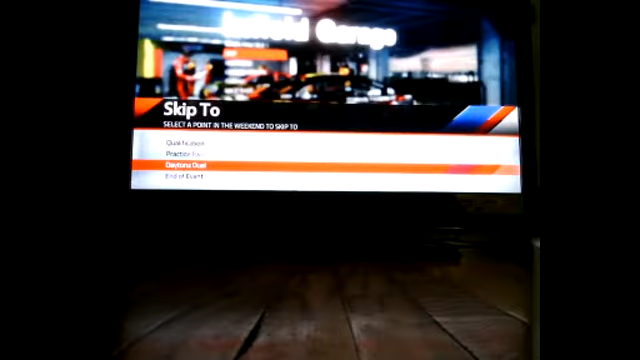 Garage
Skip To
SELECT A POINT IN THE WEEKEND TO SKIP TO
Qualification
Practice
Daytona Duel
End of Event